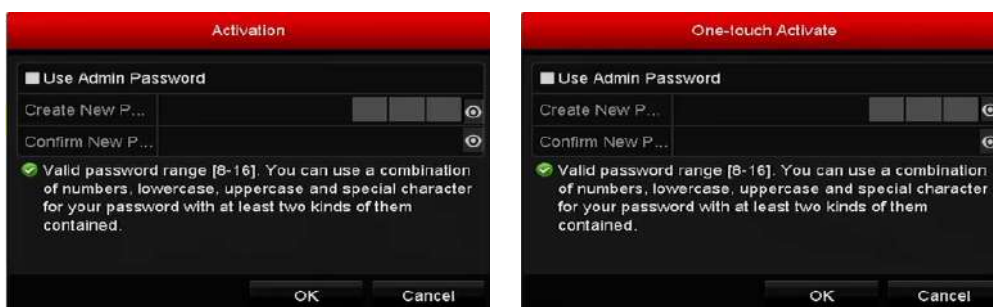 Activation
Use Admin Password
Create New P...
Confirm New P...
Valid password range [8-16]. You can use a combination
of numbers, lowercase, uppercase and special character
for your password with at least two kinds of them
contained.
OK Cancel
One-touch Activate
Use Admin Password
Create New P...
Confirm New P...
Valid password range [8-16]. You can use a combination
of numbers, lowercase, uppercase and special character
for your password with at least two kinds of them
contained.
OK Cancel